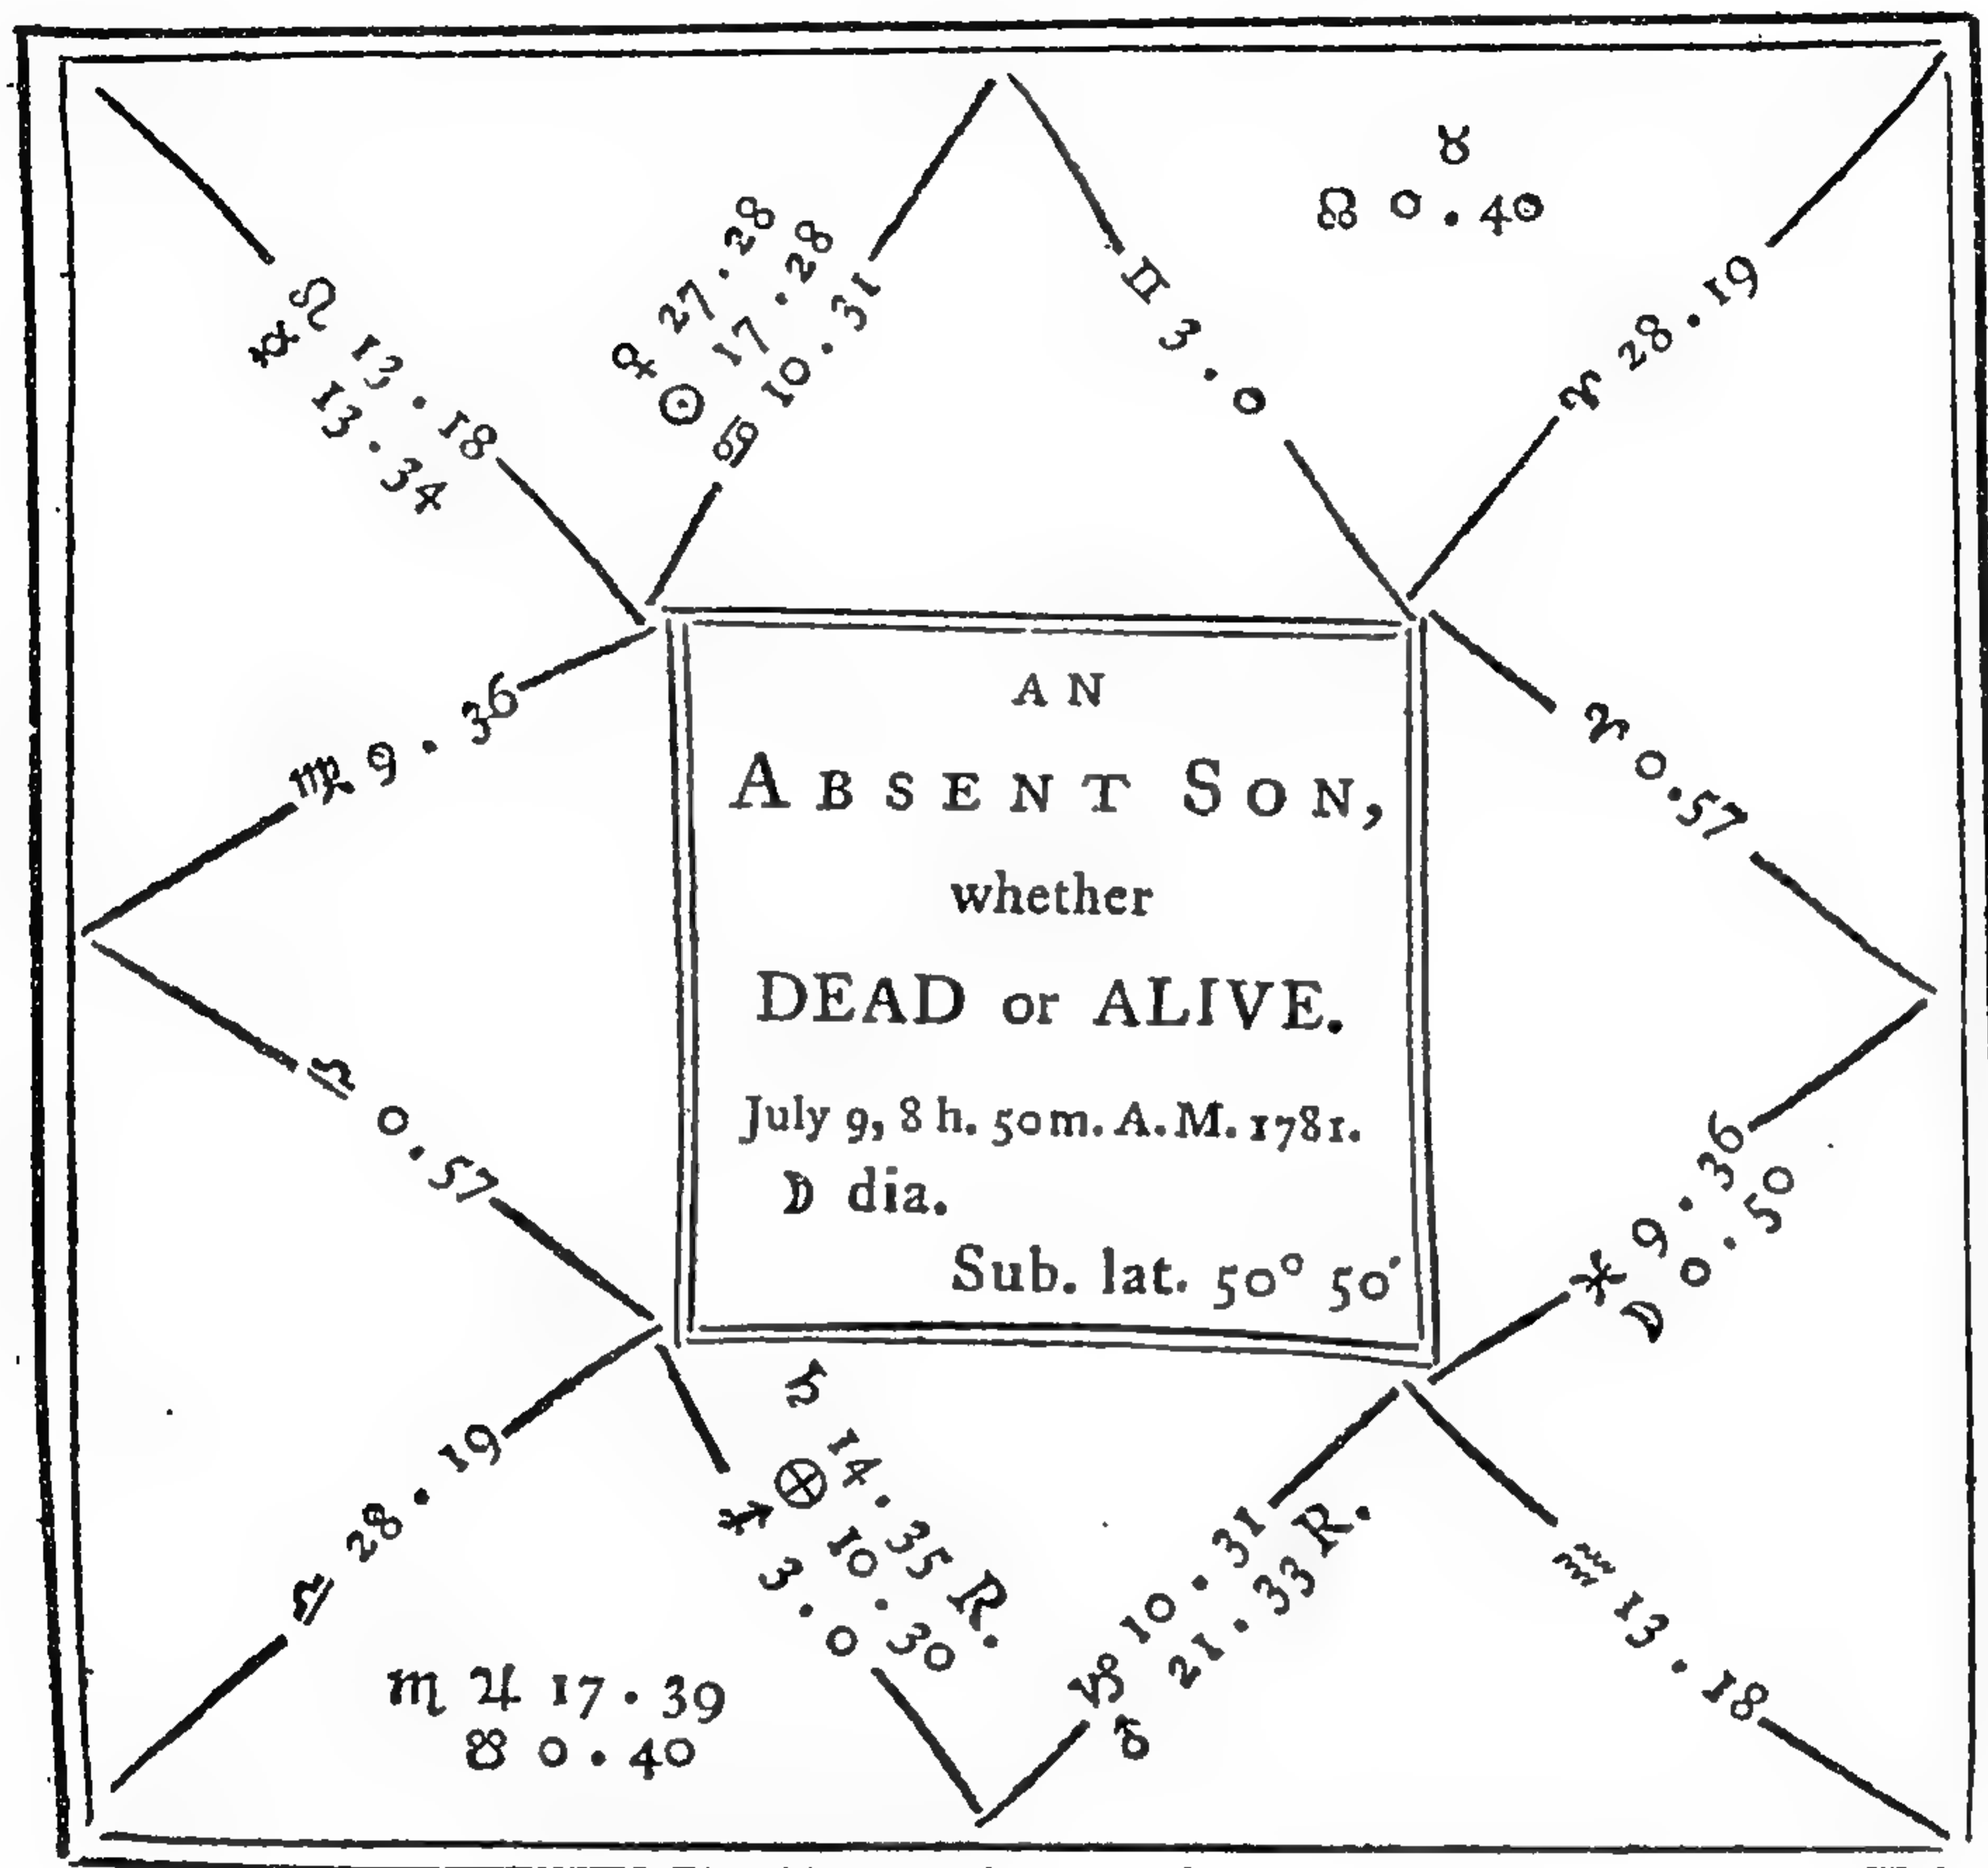 ♉
☊ 0.40
♀ 27.28
☉ 17.28
♋ 10.31
♊ 3.0
♈ 28.19
♌ 13.18
☿ 13.34
♍ 9.36
♈ 0.57
AN
ABSENT SON,
whether
DEAD or ALIVE.
July 9, 8 h. 50m. A.M. 1781.
☽ dia.
Sub. lat. 50° 50′
♎ 0.57
♓ 9.36
☽ 0.50
♎ 28.19
♏ ♃ 17.39
☋ 0.40
♄ 14.35 R.
⊗ 10.30
♐ 3.0
♑ 10.31
♂ 21.33 R.
♒ 13.18